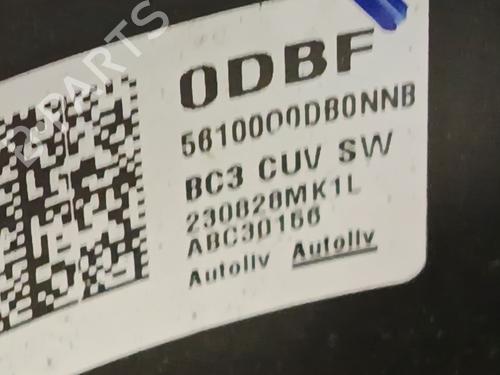 0DBF
561000DB0NNB
BC3 CUV SW
230828MK1L
ABC30166
Autoliv Autoliv